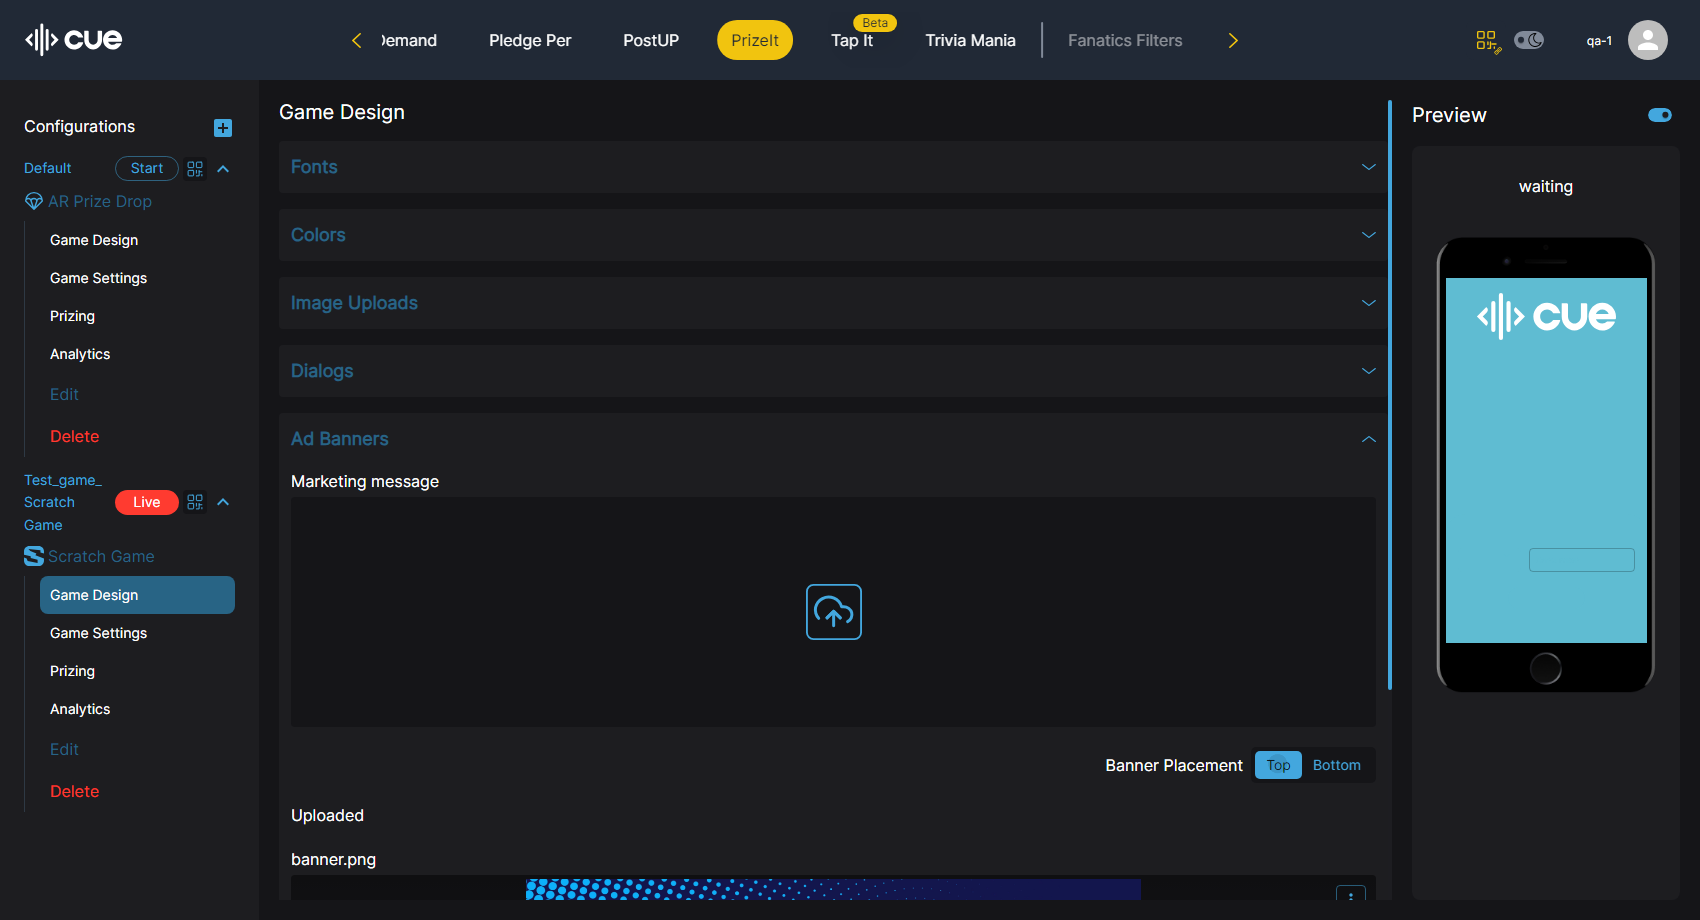 cue
Demand
Pledge Per
PostUP
PrizeIt
Beta
Tap It
Trivia Mania
Fanatics Filters
qa-1
Configurations
Default
Start
AR Prize Drop
Game Design
Game Settings
Prizing
Analytics
Edit
Delete
Test_game_
Scratch
Game
Live
Scratch Game
Game Design
Game Settings
Prizing
Analytics
Edit
Delete
Game Design
Fonts
Colors
Image Uploads
Dialogs
Ad Banners
Marketing message
Banner Placement
Top
Bottom
Uploaded
banner.png
Preview
waiting
cue